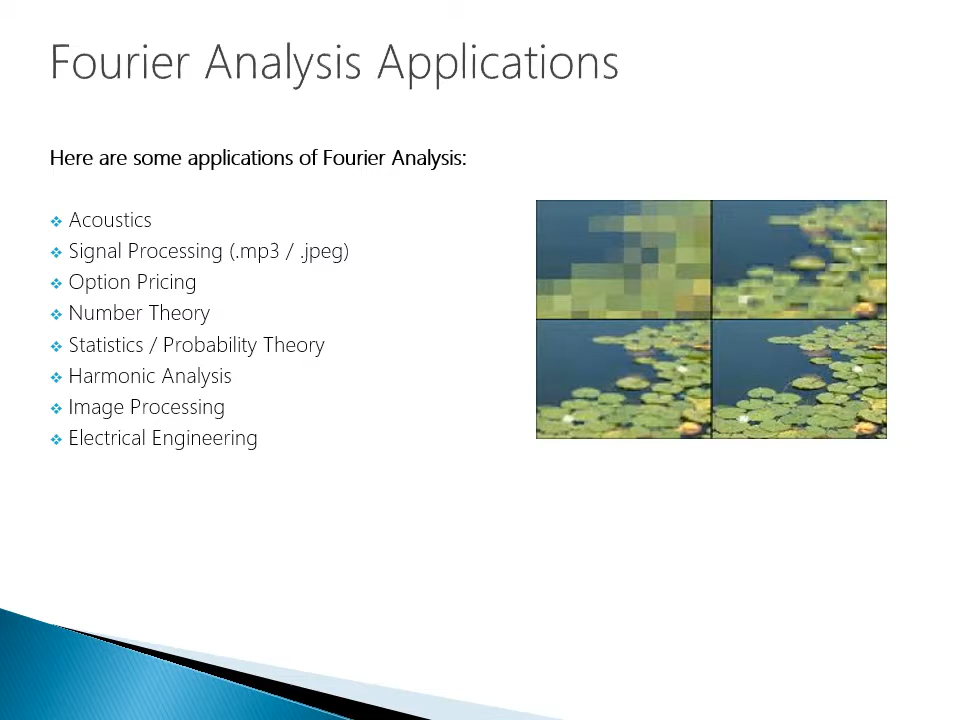 Fourier Analysis Applications
Here are some applications of Fourier Analysis:
Acoustics
Signal Processing (.mp3 / .jpeg)
Option Pricing
Number Theory
Statistics / Probability Theory
Harmonic Analysis
Image Processing
Electrical Engineering